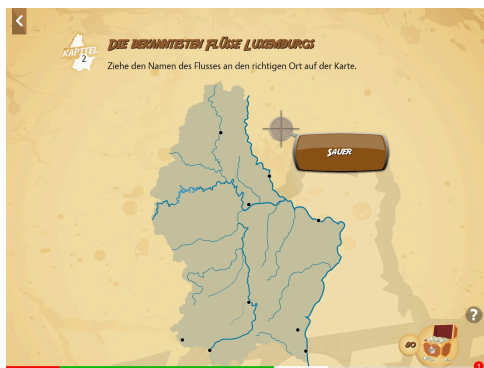 KAPITEL
2
Die bekanntesten Flüsse Luxemburgs
Ziehe den Namen des Flusses an den richtigen Ort auf der Karte.
Sauer
?
60
1